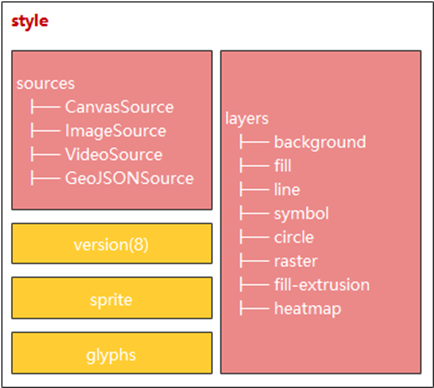 style
sources
CanvasSource
ImageSource
VideoSource
GeoJSONSource
version(8)
sprite
glyphs
layers
background
fill
line
symbol
circle
raster
fill-extrusion
heatmap